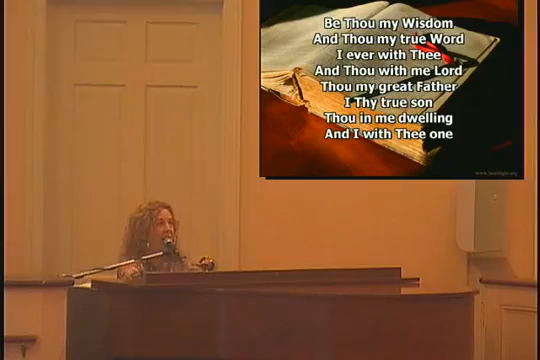 Be Thou my Wisdom
And Thou my true Word
I ever with Thee
And Thou with me Lord
Thou my great Father
I Thy true son
Thou in me dwelling
And I with Thee one